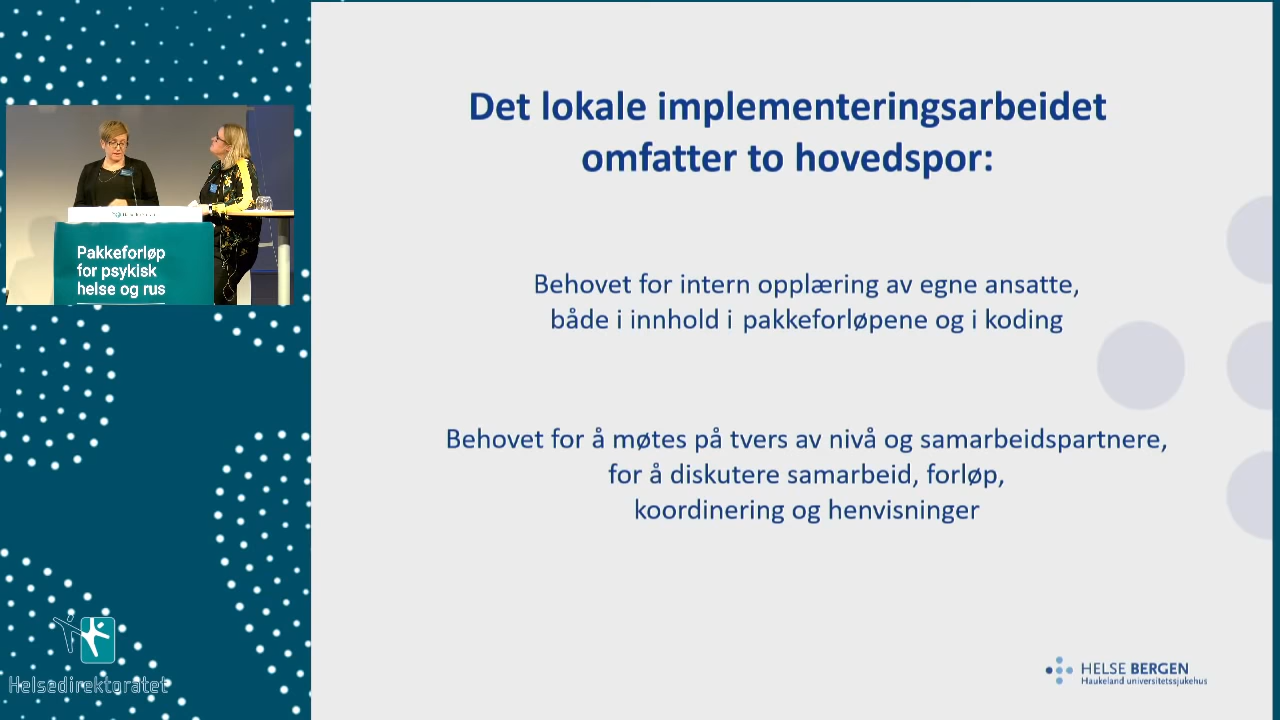 Det lokale implementeringsarbeidet
omfatter to hovedspor:
Behovet for intern opplæring av egne ansatte,
både i innhold i pakkeforløpene og i koding
Behovet for å møtes på tvers av nivå og samarbeidspartnere,
for å diskutere samarbeid, forløp,
koordinering og henvisninger
Pakkeforløp
for psykisk
helse og rus
Helsedirektoratet
HELSE BERGEN
Haukeland universitetssjukehus